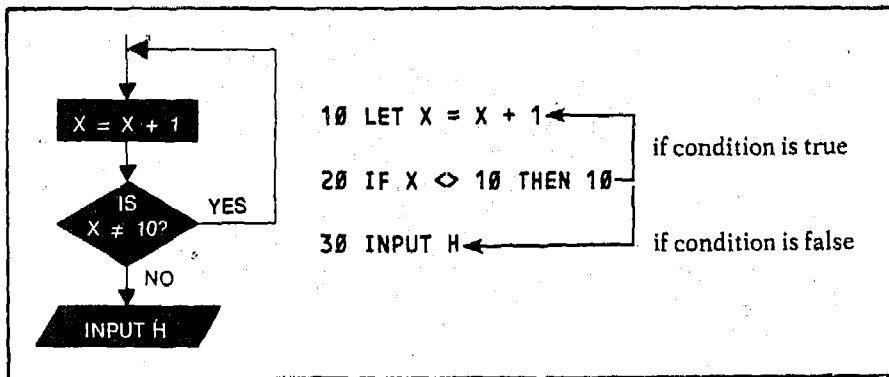 X = X + 1
IS
X ≠ 10?
YES
NO
INPUT H
10 LET X = X + 1
20 IF X <> 10 THEN 10
30 INPUT H
if condition is true
if condition is false